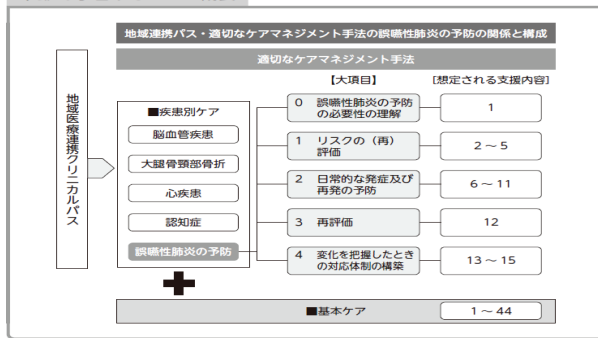 地域連携パス・適切なケアマネジメント手法の誤嚥性肺炎の予防の関係と構成
適切なケアマネジメント手法
【大項目】
[想定される支援内容]
地域医療連携クリニカルパス
■疾患別ケア
脳血管疾患
大腿骨頸部骨折
心疾患
認知症
誤嚥性肺炎の予防
0 誤嚥性肺炎の予防
の必要性の理解
1
1 リスクの（再）
評価
2～5
2 日常的な発症及び
再発の予防
6～11
3 再評価
12
4 変化を把握したとき
の対応体制の構築
13～15
■基本ケア
1～44